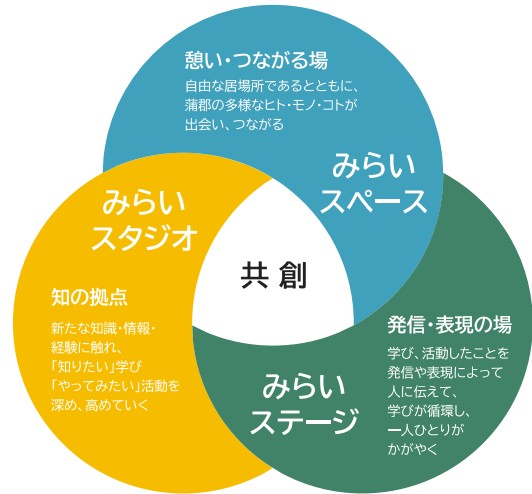 憩い・つながる場
自由な居場所であるとともに、
蒲郡の多様なヒト・モノ・コトが
出会い、つながる
みらい
スペース
みらい
スタジオ
共創
知の拠点
新たな知識・情報・
経験に触れ、
「知りたい」学び
「やってみたい」活動を
深め、高めていく
発信・表現の場
学び、活動したことを
発信や表現によって
人に伝えて、
学びが循環し、
一人ひとりが
かがやく
みらい
ステージ